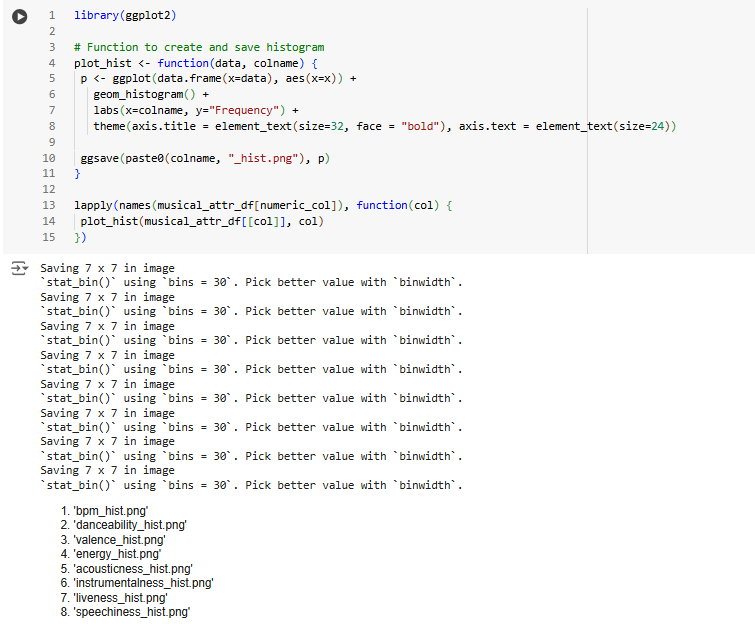 1 library(ggplot2)
2
3 # Function to create and save histogram
4 plot_hist <- function(data, colname) {
5 p <- ggplot(data.frame(x=data), aes(x=x)) +
6 geom_histogram() +
7 labs(x=colname, y="Frequency") +
8 theme(axis.title = element_text(size=32, face = "bold"), axis.text = element_text(size=24))
9
10 ggsave(paste0(colname, "_hist.png"), p)
11 }
12
13 lapply(names(musical_attr_df[numeric_col]), function(col) {
14 plot_hist(musical_attr_df[[col]], col)
15 })
Saving 7 x 7 in image
`stat_bin()` using `bins = 30`. Pick better value with `binwidth`.
Saving 7 x 7 in image
`stat_bin()` using `bins = 30`. Pick better value with `binwidth`.
Saving 7 x 7 in image
`stat_bin()` using `bins = 30`. Pick better value with `binwidth`.
Saving 7 x 7 in image
`stat_bin()` using `bins = 30`. Pick better value with `binwidth`.
Saving 7 x 7 in image
`stat_bin()` using `bins = 30`. Pick better value with `binwidth`.
Saving 7 x 7 in image
`stat_bin()` using `bins = 30`. Pick better value with `binwidth`.
Saving 7 x 7 in image
`stat_bin()` using `bins = 30`. Pick better value with `binwidth`.
Saving 7 x 7 in image
`stat_bin()` using `bins = 30`. Pick better value with `binwidth`.
1. 'bpm_hist.png'
2. 'danceability_hist.png'
3. 'valence_hist.png'
4. 'energy_hist.png'
5. 'acousticness_hist.png'
6. 'instrumentalness_hist.png'
7. 'liveness_hist.png'
8. 'speechiness_hist.png'